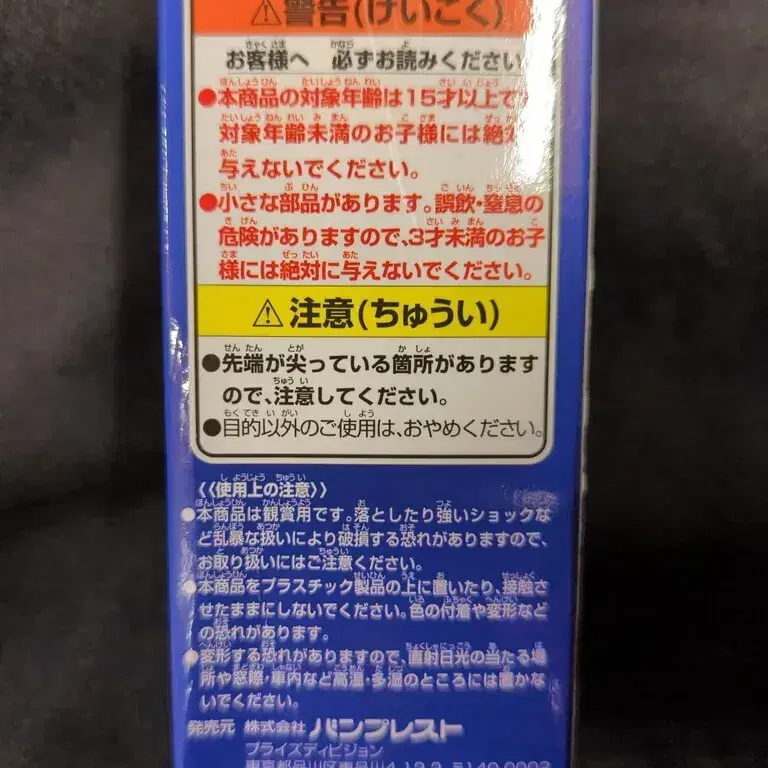 ⚠警告(けいこく)
お客様へ 必ずお読みください
●本商品の対象年齢は15才以上で
対象年齢未満のお子様には絶対
与えないでください。
●小さな部品があります。誤飲・窒息の
危険がありますので、3才未満のお子
様には絶対に与えないでください。
⚠注意(ちゅうい)
●先端が尖っている箇所があります
ので、注意してください。
●目的以外のご使用は、おやめください。
《使用上の注意》
●本商品は観賞用です。落としたり強いショックな
ど乱暴な扱いにより破損する恐れがありますので、
お取り扱いにはご注意ください。
●本商品をプラスチック製品の上に置いたり、接触さ
せたままにしないでください。色の付着や変形など
の恐れがあります。
●変形する恐れがありますので、直射日光の当たる場
所や窓際・車内など高温・多湿のところには置かな
いでください。
発売元 株式会社 バンプレスト
プライズディビジョン
東京都品川区東品川4-12-2 〒140-0002